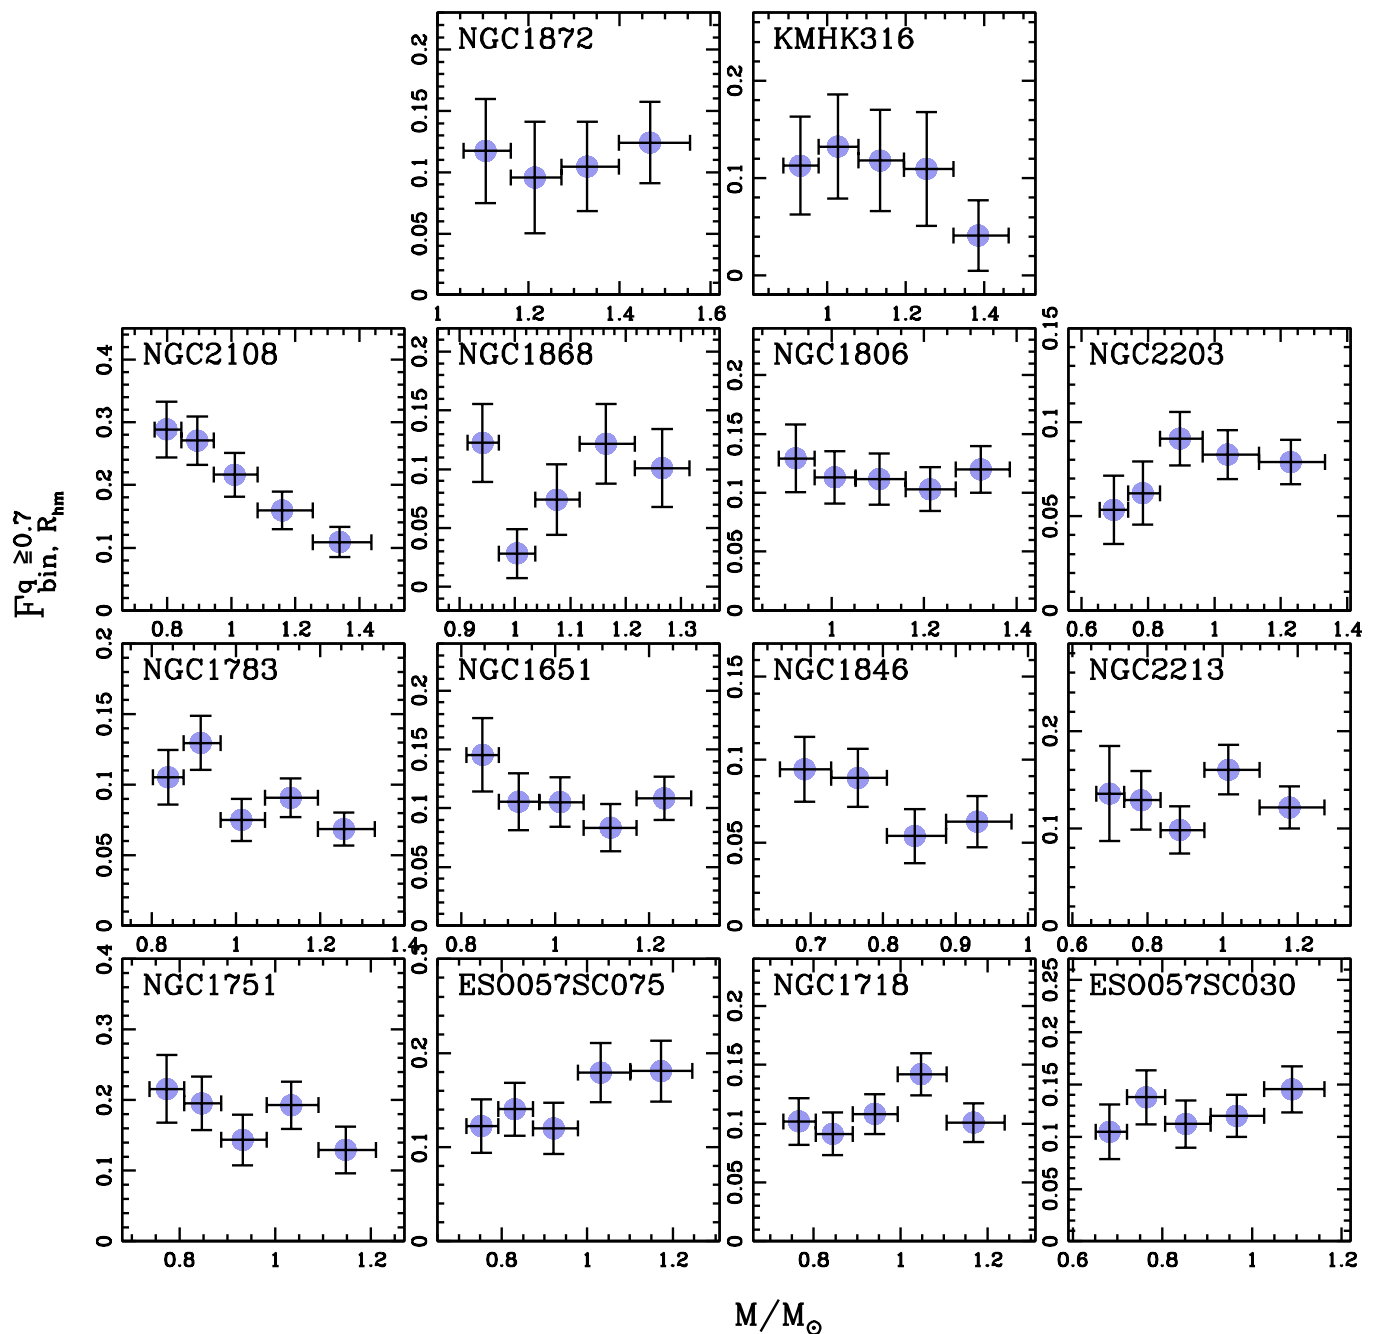 NGC1872 KMHK316
0.2 0.15 0.1 0.05 0
0.2 0.1 0
1 1.2 1.4 1.6
1 1.2 1.4
NGC2108 NGC1868 NGC1806 NGC2203
0.4 0.3 0.2 0.1 0
0.2 0.15 0.1 0.05 0
0.2 0.15 0.1 0.05 0
0.15 0.1 0.05 0
0.8 1 1.2 1.4
0.9 1 1.1 1.2 1.3
1 1.2 1.4
0.6 0.8 1 1.2 1.4
F^{q ≧0.7}_{bin, R_{hm}}
NGC1783 NGC1651 NGC1846 NGC2213
0.2 0.15 0.1 0.05 0
0.2 0.15 0.1 0.05 0
0.15 0.1 0.05 0
0.2 0.1 0
0.8 1 1.2 1.4
0.8 1 1.2
0.7 0.8 0.9 1
0.6 0.8 1 1.2
NGC1751 ESO057SC075 NGC1718 ESO057SC030
0.4 0.3 0.2 0.1 0
0.3 0.2 0.1 0
0.2 0.15 0.1 0.05 0
0.25 0.2 0.15 0.1 0.05 0
0.8 1 1.2
0.8 1 1.2
0.8 1 1.2
0.6 0.8 1 1.2
M/M⊙